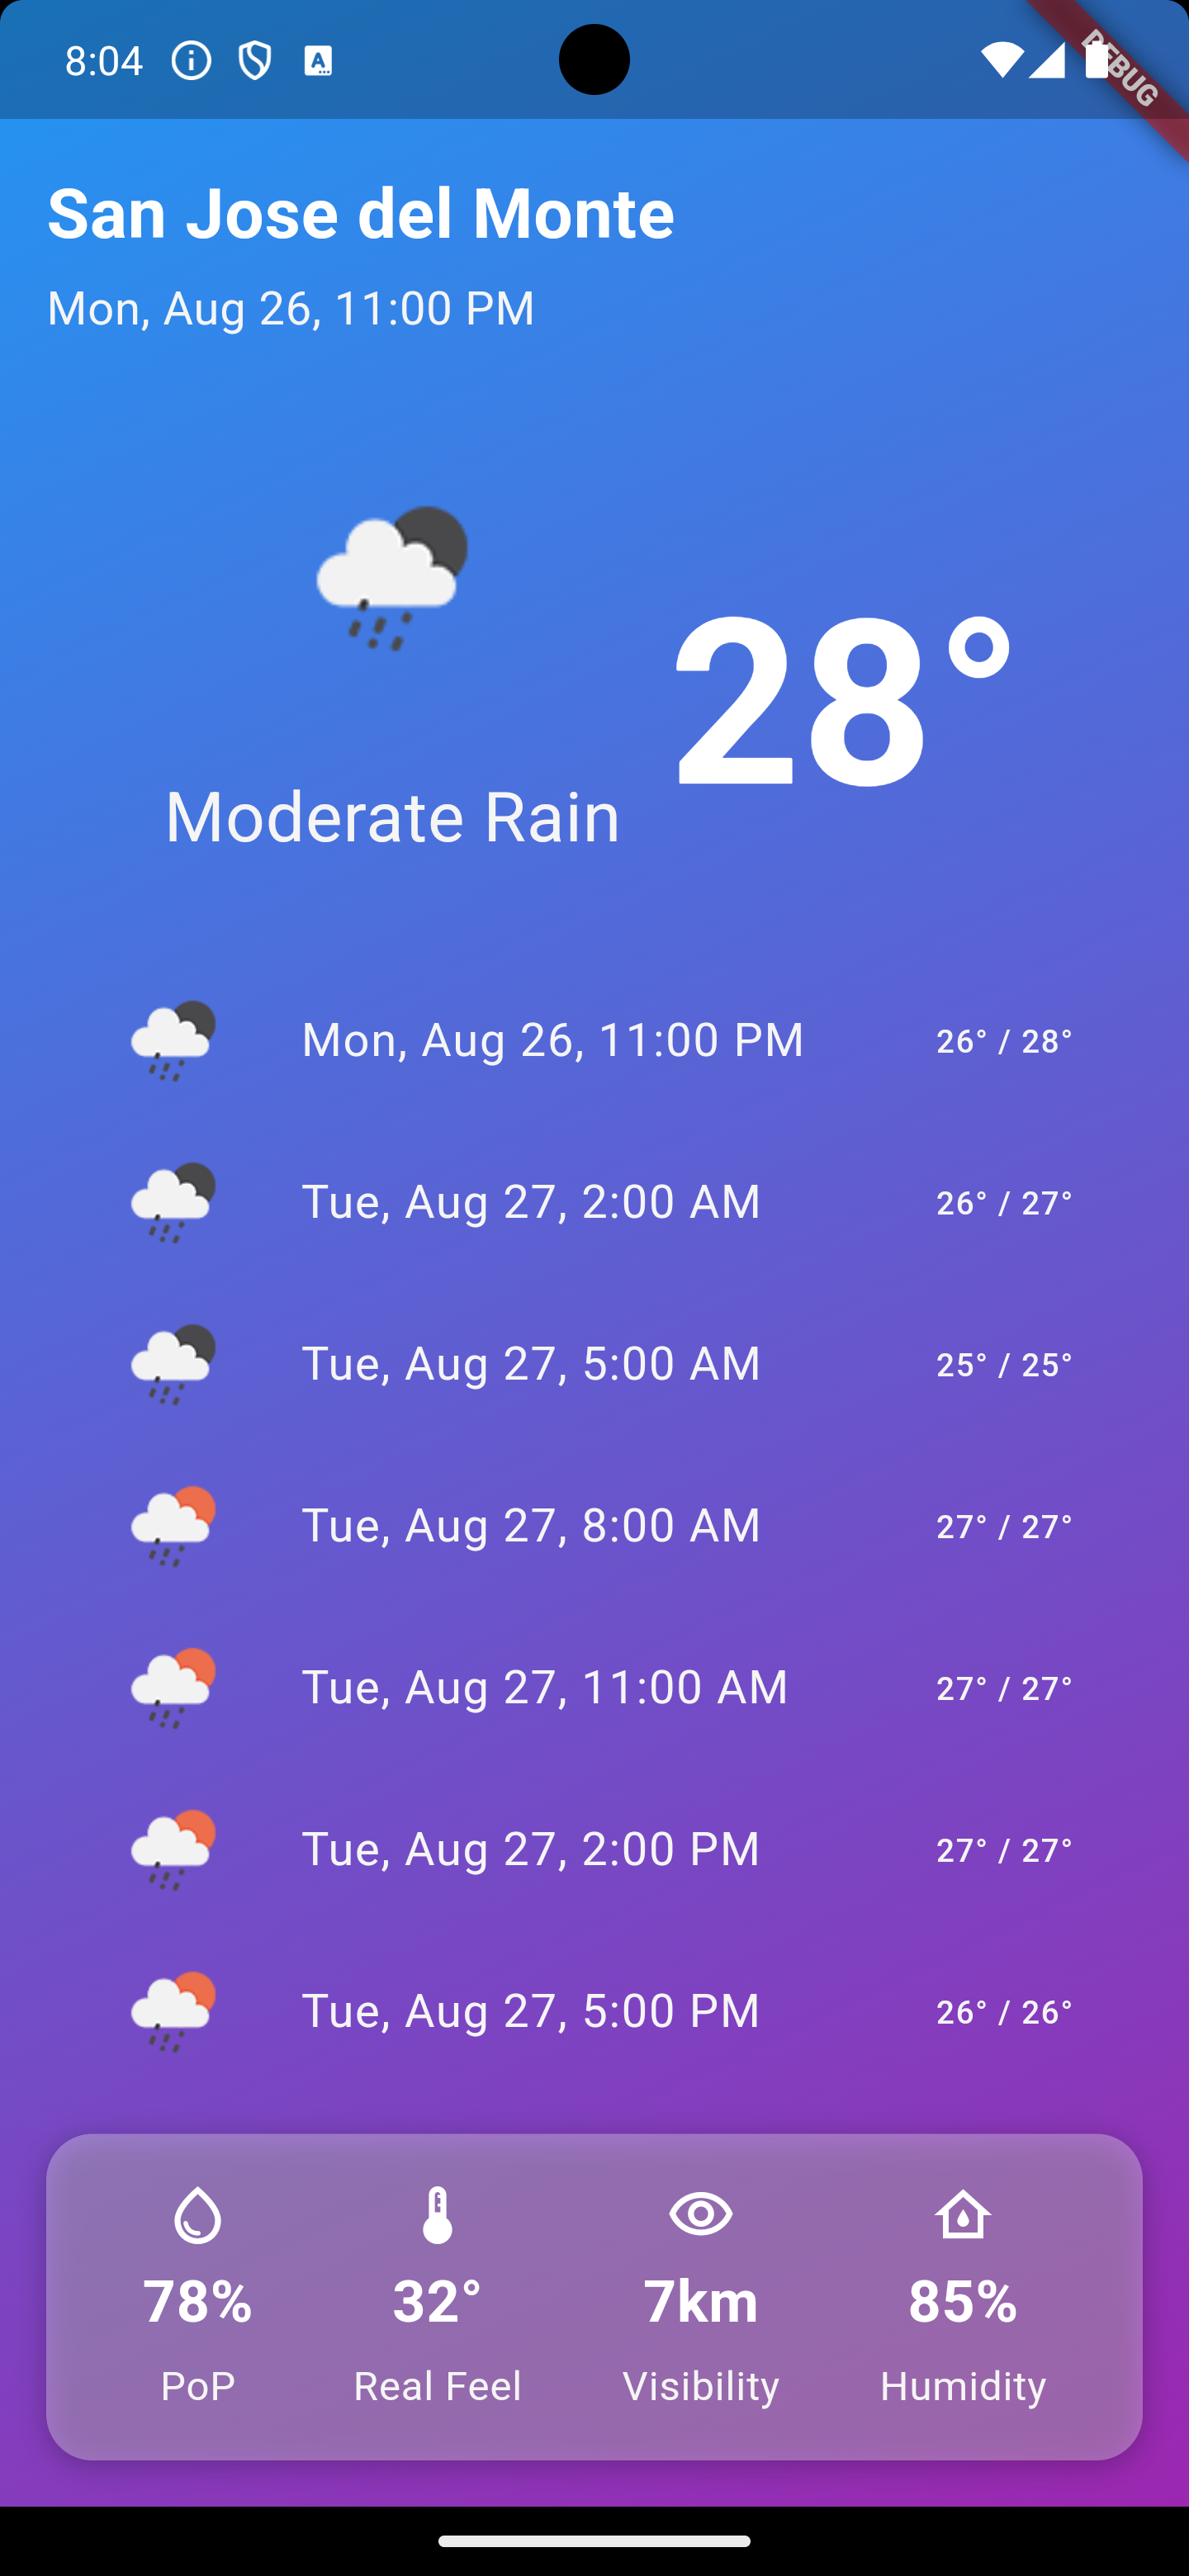 8:04
DEBUG
San Jose del Monte
Mon, Aug 26, 11:00 PM
28°
Moderate Rain
Mon, Aug 26, 11:00 PM 26° / 28°
Tue, Aug 27, 2:00 AM 26° / 27°
Tue, Aug 27, 5:00 AM 25° / 25°
Tue, Aug 27, 8:00 AM 27° / 27°
Tue, Aug 27, 11:00 AM 27° / 27°
Tue, Aug 27, 2:00 PM 27° / 27°
Tue, Aug 27, 5:00 PM 26° / 26°
78% 32° 7km 85%
PoP Real Feel Visibility Humidity